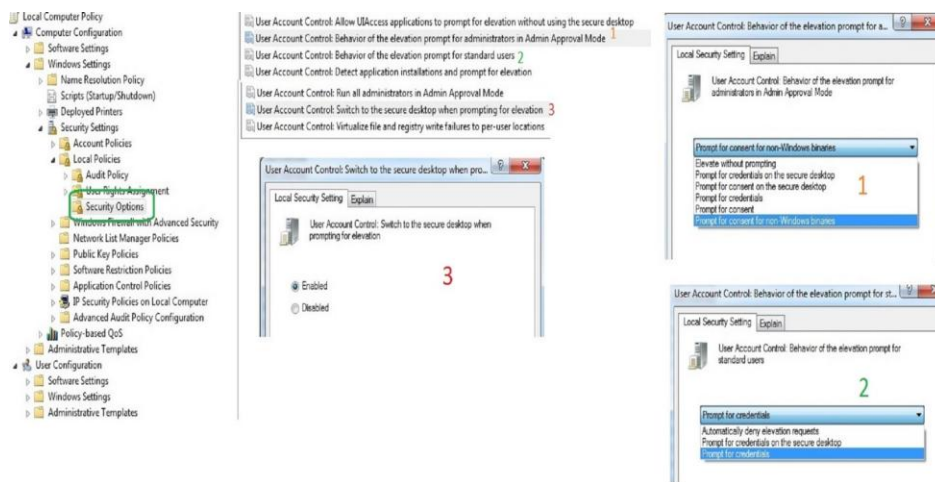 Local Computer Policy
Computer Configuration
Software Settings
Windows Settings
Name Resolution Policy
Scripts (Startup/Shutdown)
Deployed Printers
Security Settings
Account Policies
Local Policies
Audit Policy
User Rights Assignment
Security Options
Windows Firewall with Advanced Security
Network List Manager Policies
Public Key Policies
Software Restriction Policies
Application Control Policies
IP Security Policies on Local Computer
Advanced Audit Policy Configuration
Policy-based QoS
Administrative Templates
User Configuration
Software Settings
Windows Settings
Administrative Templates
User Account Control: Allow UIAccess applications to prompt for elevation without using the secure desktop
User Account Control: Behavior of the elevation prompt for administrators in Admin Approval Mode 1
User Account Control: Behavior of the elevation prompt for standard users 2
User Account Control: Detect application installations and prompt for elevation
User Account Control: Run all administrators in Admin Approval Mode
User Account Control: Switch to the secure desktop when prompting for elevation 3
User Account Control: Virtualize file and registry write failures to per-user locations
User Account Control: Switch to the secure desktop when pro...
Local Security Setting Explain
User Account Control: Switch to the secure desktop when
prompting for elevation
3
Enabled
Disabled
User Account Control: Behavior of the elevation prompt for a...
Local Security Setting Explain
User Account Control: Behavior of the elevation prompt for
administrators in Admin Approval Mode
Prompt for consent for non-Windows binaries
Elevate without prompting
Prompt for credentials on the secure desktop
Prompt for consent on the secure desktop
Prompt for credentials
Prompt for consent
Prompt for consent for non-Windows binaries
1
User Account Control: Behavior of the elevation prompt for st...
Local Security Setting Explain
User Account Control: Behavior of the elevation prompt for
standard users
2
Prompt for credentials
Automatically deny elevation requests
Prompt for credentials on the secure desktop
Prompt for credentials